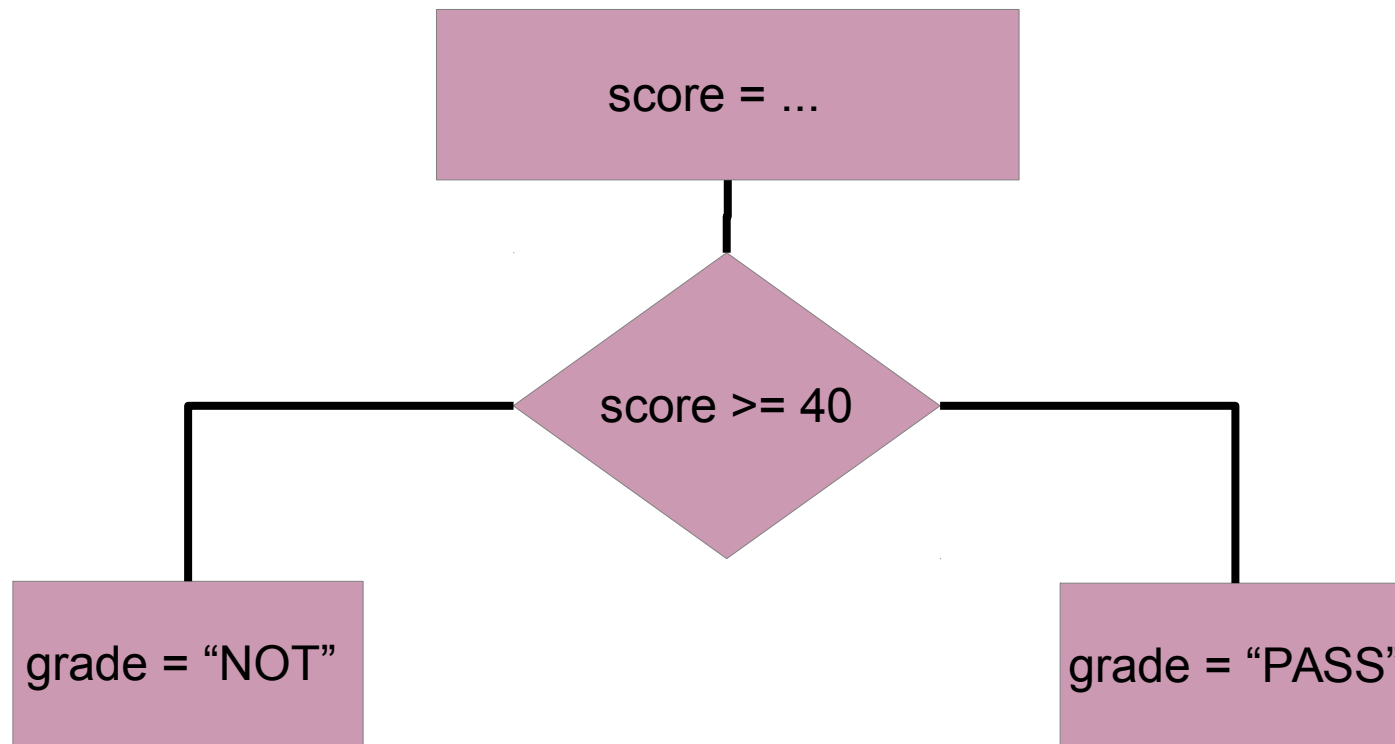 score = ...
score >= 40
grade = “NOT”
grade = “PASS”